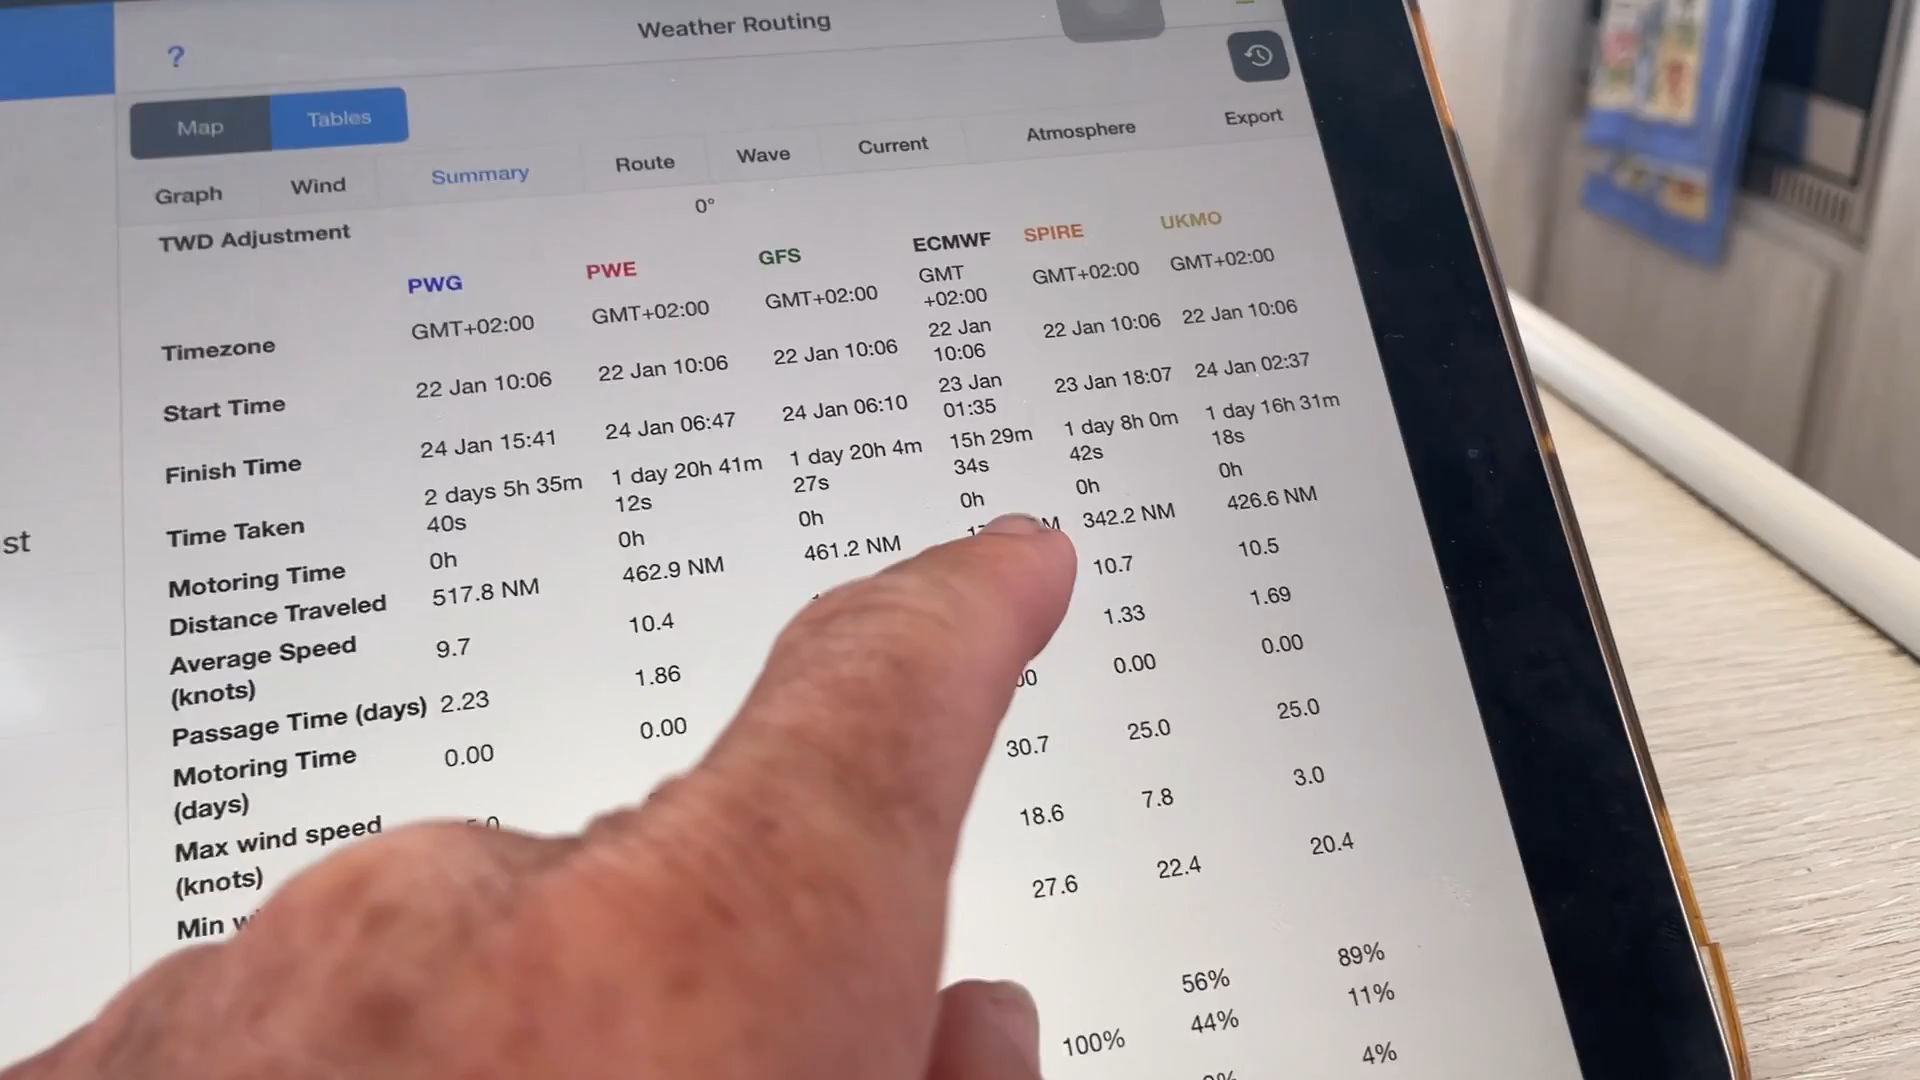 Weather Routing
?
Map Tables
Graph Wind Summary Route Wave Current Atmosphere Export
TWD Adjustment 0°
PWG PWE GFS ECMWF SPIRE UKMO
Timezone GMT+02:00 GMT+02:00 GMT+02:00 GMT +02:00 GMT+02:00 GMT+02:00
Start Time 22 Jan 10:06 22 Jan 10:06 22 Jan 10:06 22 Jan 10:06 22 Jan 10:06 22 Jan 10:06
Finish Time 24 Jan 15:41 24 Jan 06:47 24 Jan 06:10 23 Jan 01:35 23 Jan 18:07 24 Jan 02:37
Time Taken 2 days 5h 35m 40s 1 day 20h 41m 12s 1 day 20h 4m 27s 15h 29m 34s 1 day 8h 0m 42s 1 day 16h 31m 18s
Motoring Time 0h 0h 0h 0h 0h 0h
Distance Traveled 517.8 NM 462.9 NM 461.2 NM 342.2 NM 426.6 NM
Average Speed (knots) 9.7 10.4 10.7 10.5
Passage Time (days) 2.23 1.86 1.33 1.69
Motoring Time (days) 0.00 0.00 0.00 0.00
Max wind speed (knots) 30.7 25.0 25.0
Min 18.6 7.8 3.0
27.6 22.4 20.4
56% 89%
100% 44% 11%
4%
st